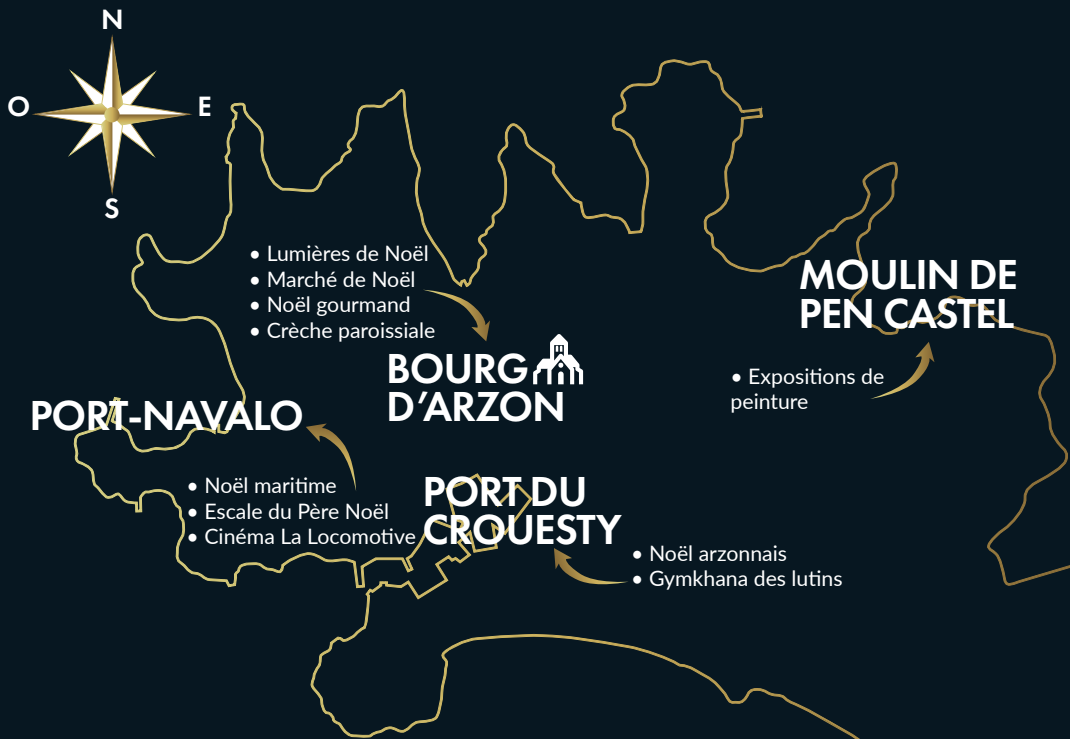 N
O
E
S
• Lumières de Noël
• Marché de Noël
• Noël gourmand
• Crèche paroissiale
BOURG
D'ARZON
MOULIN DE
PEN CASTEL
• Expositions de
peinture
PORT-NAVALO
• Noël maritime
• Escale du Père Noël
• Cinéma La Locomotive
PORT DU
CROUESTY
• Noël arzonnais
• Gymkhana des lutins